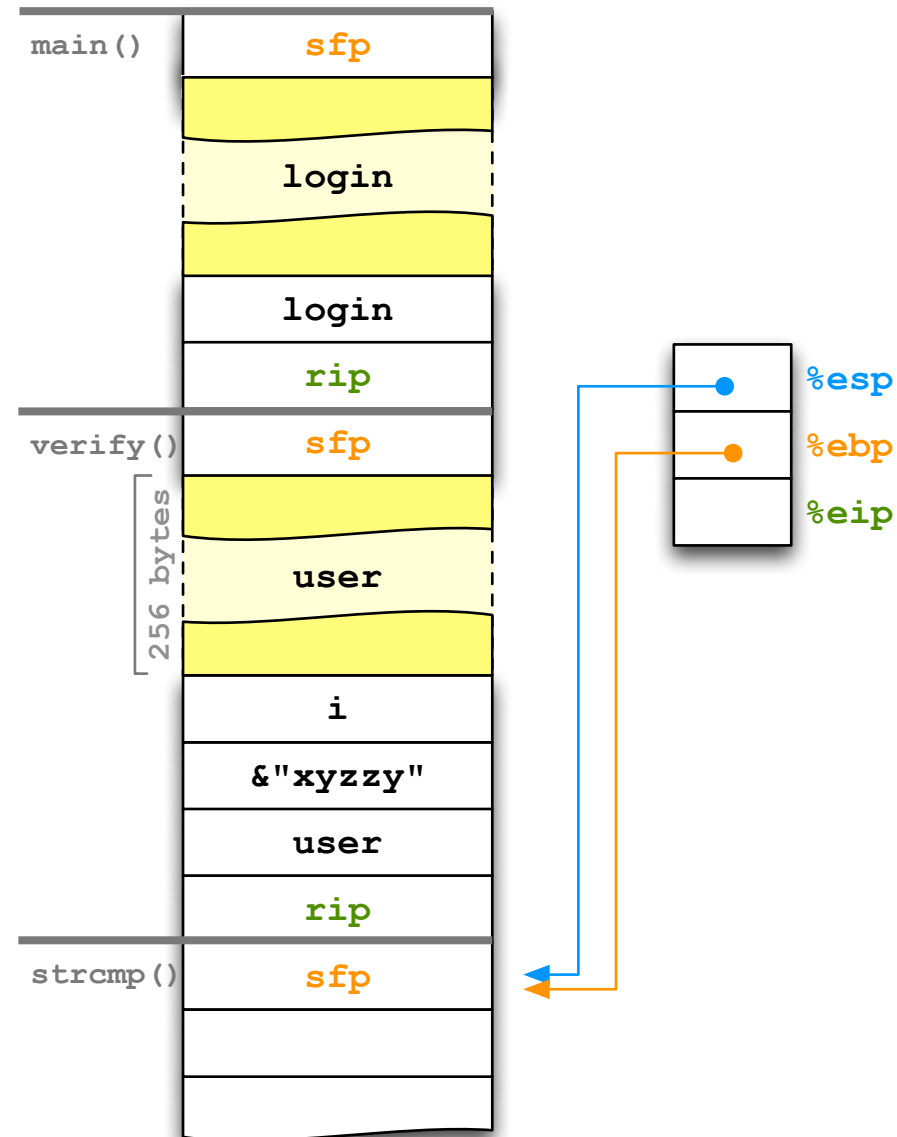 main()
sfp
login
login
rip
%esp
verify()
sfp
%ebp
%eip
256 bytes
user
i
&"xyzzy"
user
rip
strcmp()
sfp